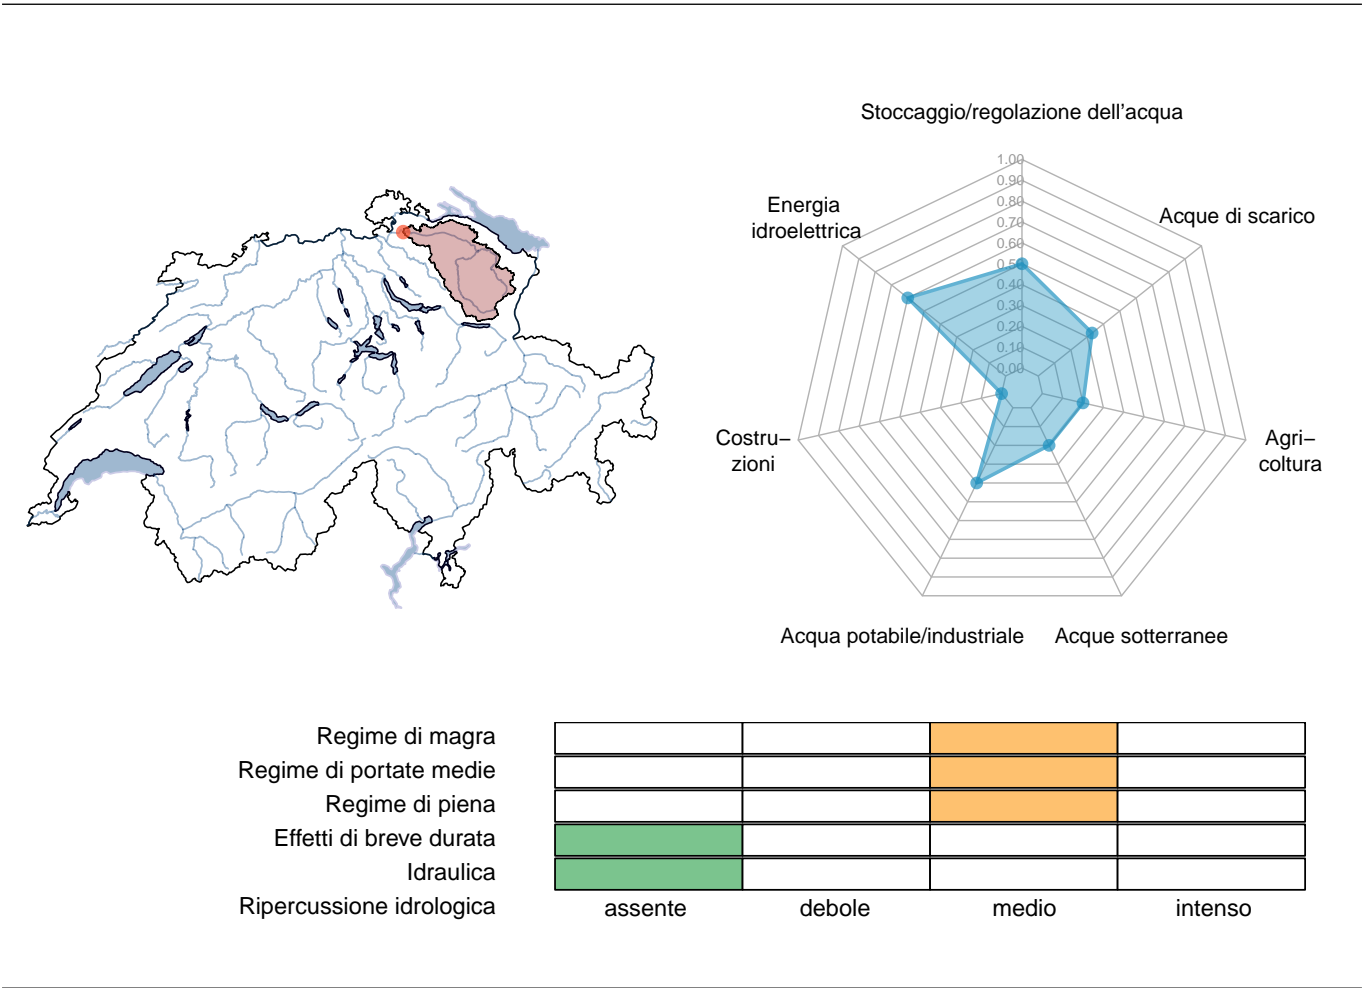 Stoccaggio/regolazione dell'acqua
Energia
idroelettrica
Acque di scarico
1.00
0.90
0.80
0.70
0.60
0.50
0.40
0.30
0.20
0.10
0.00
Costru–
zioni
Agri–
coltura
Acqua potabile/industriale
Acque sotterranee
Regime di magra
Regime di portate medie
Regime di piena
Effetti di breve durata
Idraulica
Ripercussione idrologica
assente
debole
medio
intenso